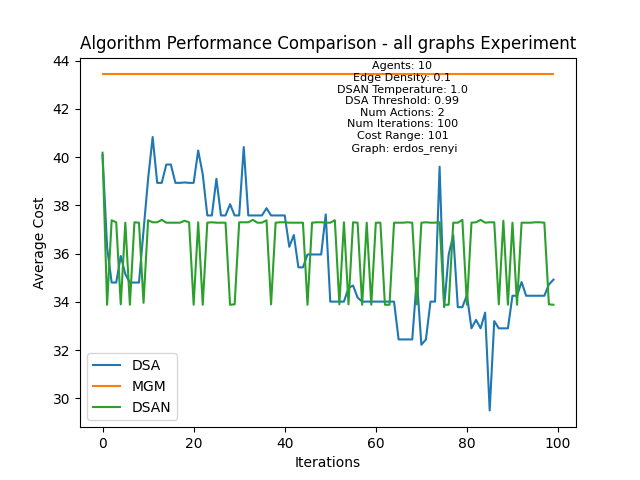 Algorithm Performance Comparison - all graphs Experiment
Agents: 10
Edge Density: 0.1
DSAN Temperature: 1.0
DSA Threshold: 0.99
Num Actions: 2
Num Iterations: 100
Cost Range: 101
Graph: erdos_renyi
44
42
40
38
36
34
32
30
Average Cost
DSA
MGM
DSAN
0
20
40
60
80
100
Iterations